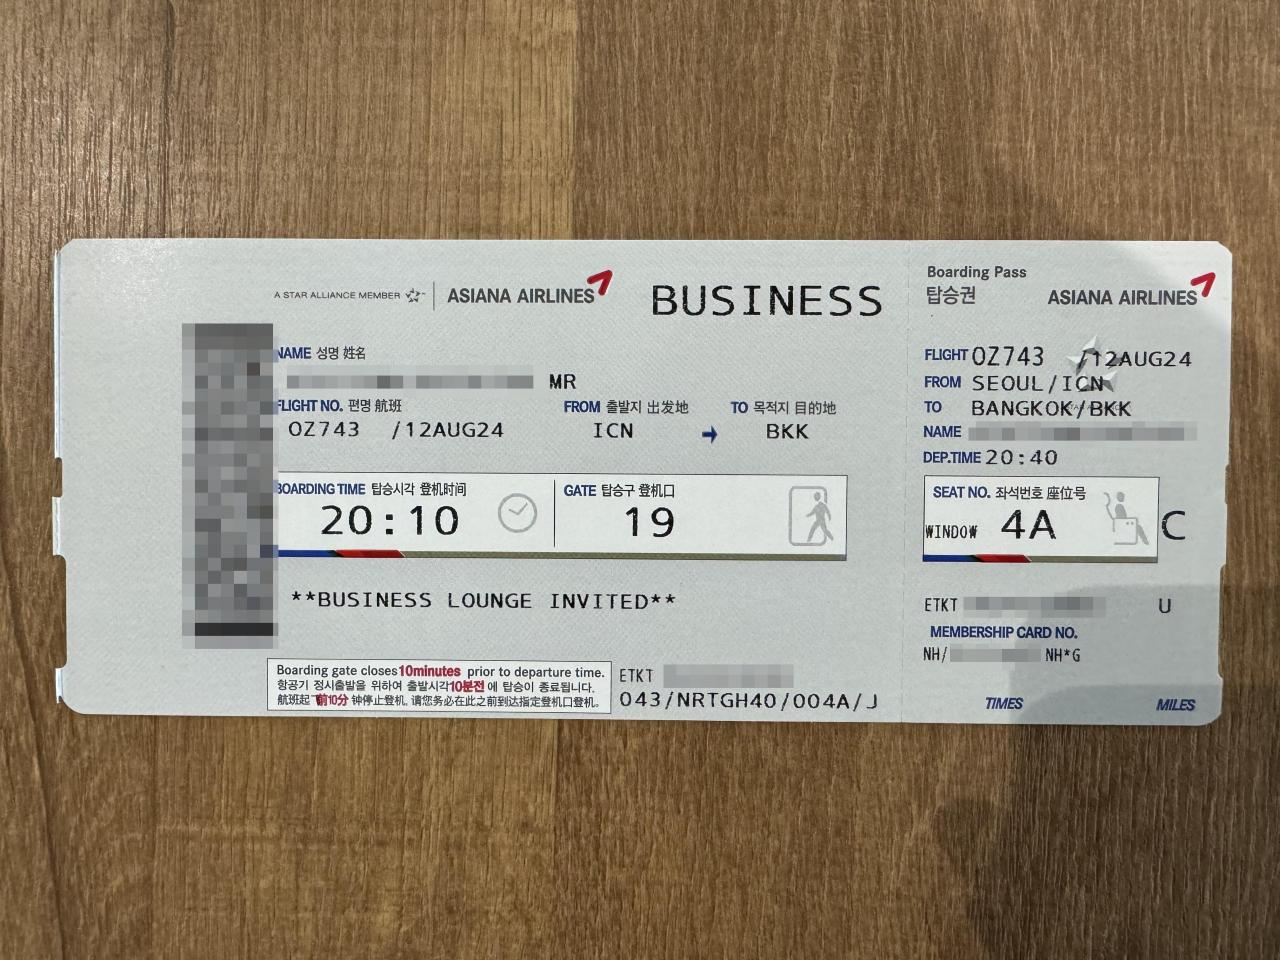 A STAR ALLIANCE MEMBER ASIANA AIRLINES BUSINESS
NAME 성명 姓名
MR
FLIGHT NO. 편명 航班 FROM 출발지 出发地 TO 목적지 目的地
OZ743 /12AUG24 ICN → BKK
BOARDING TIME 탑승시각 登机时间 GATE 탑승구 登机口
20:10 19
**BUSINESS LOUNGE INVITED**
Boarding gate closes 10minutes prior to departure time.
항공기 정시출발을 위하여 출발시각 10분전 에 탑승이 종료됩니다.
航班起飞前10分钟停止登机, 请您务必在此之前到达指定登机口登机。
ETKT
043/NRTGH40/004A/J
Boarding Pass
탑승권 ASIANA AIRLINES
FLIGHT OZ743 /12AUG24
FROM SEOUL/ICN
TO BANGKOK/BKK
NAME
DEP.TIME 20:40
SEAT NO. 좌석번호 座位号
WINDOW 4A C
ETKT U
MEMBERSHIP CARD NO.
NH/ NH*G
TIMES MILES